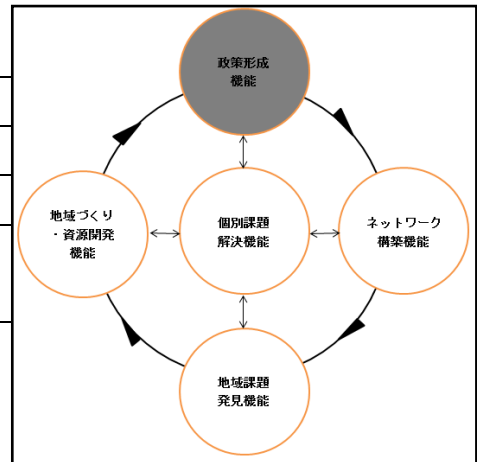 政策形成
機能
地域づくり
・資源開発
機能
個別課題
解決機能
ネットワーク
構築機能
地域課題
発見機能